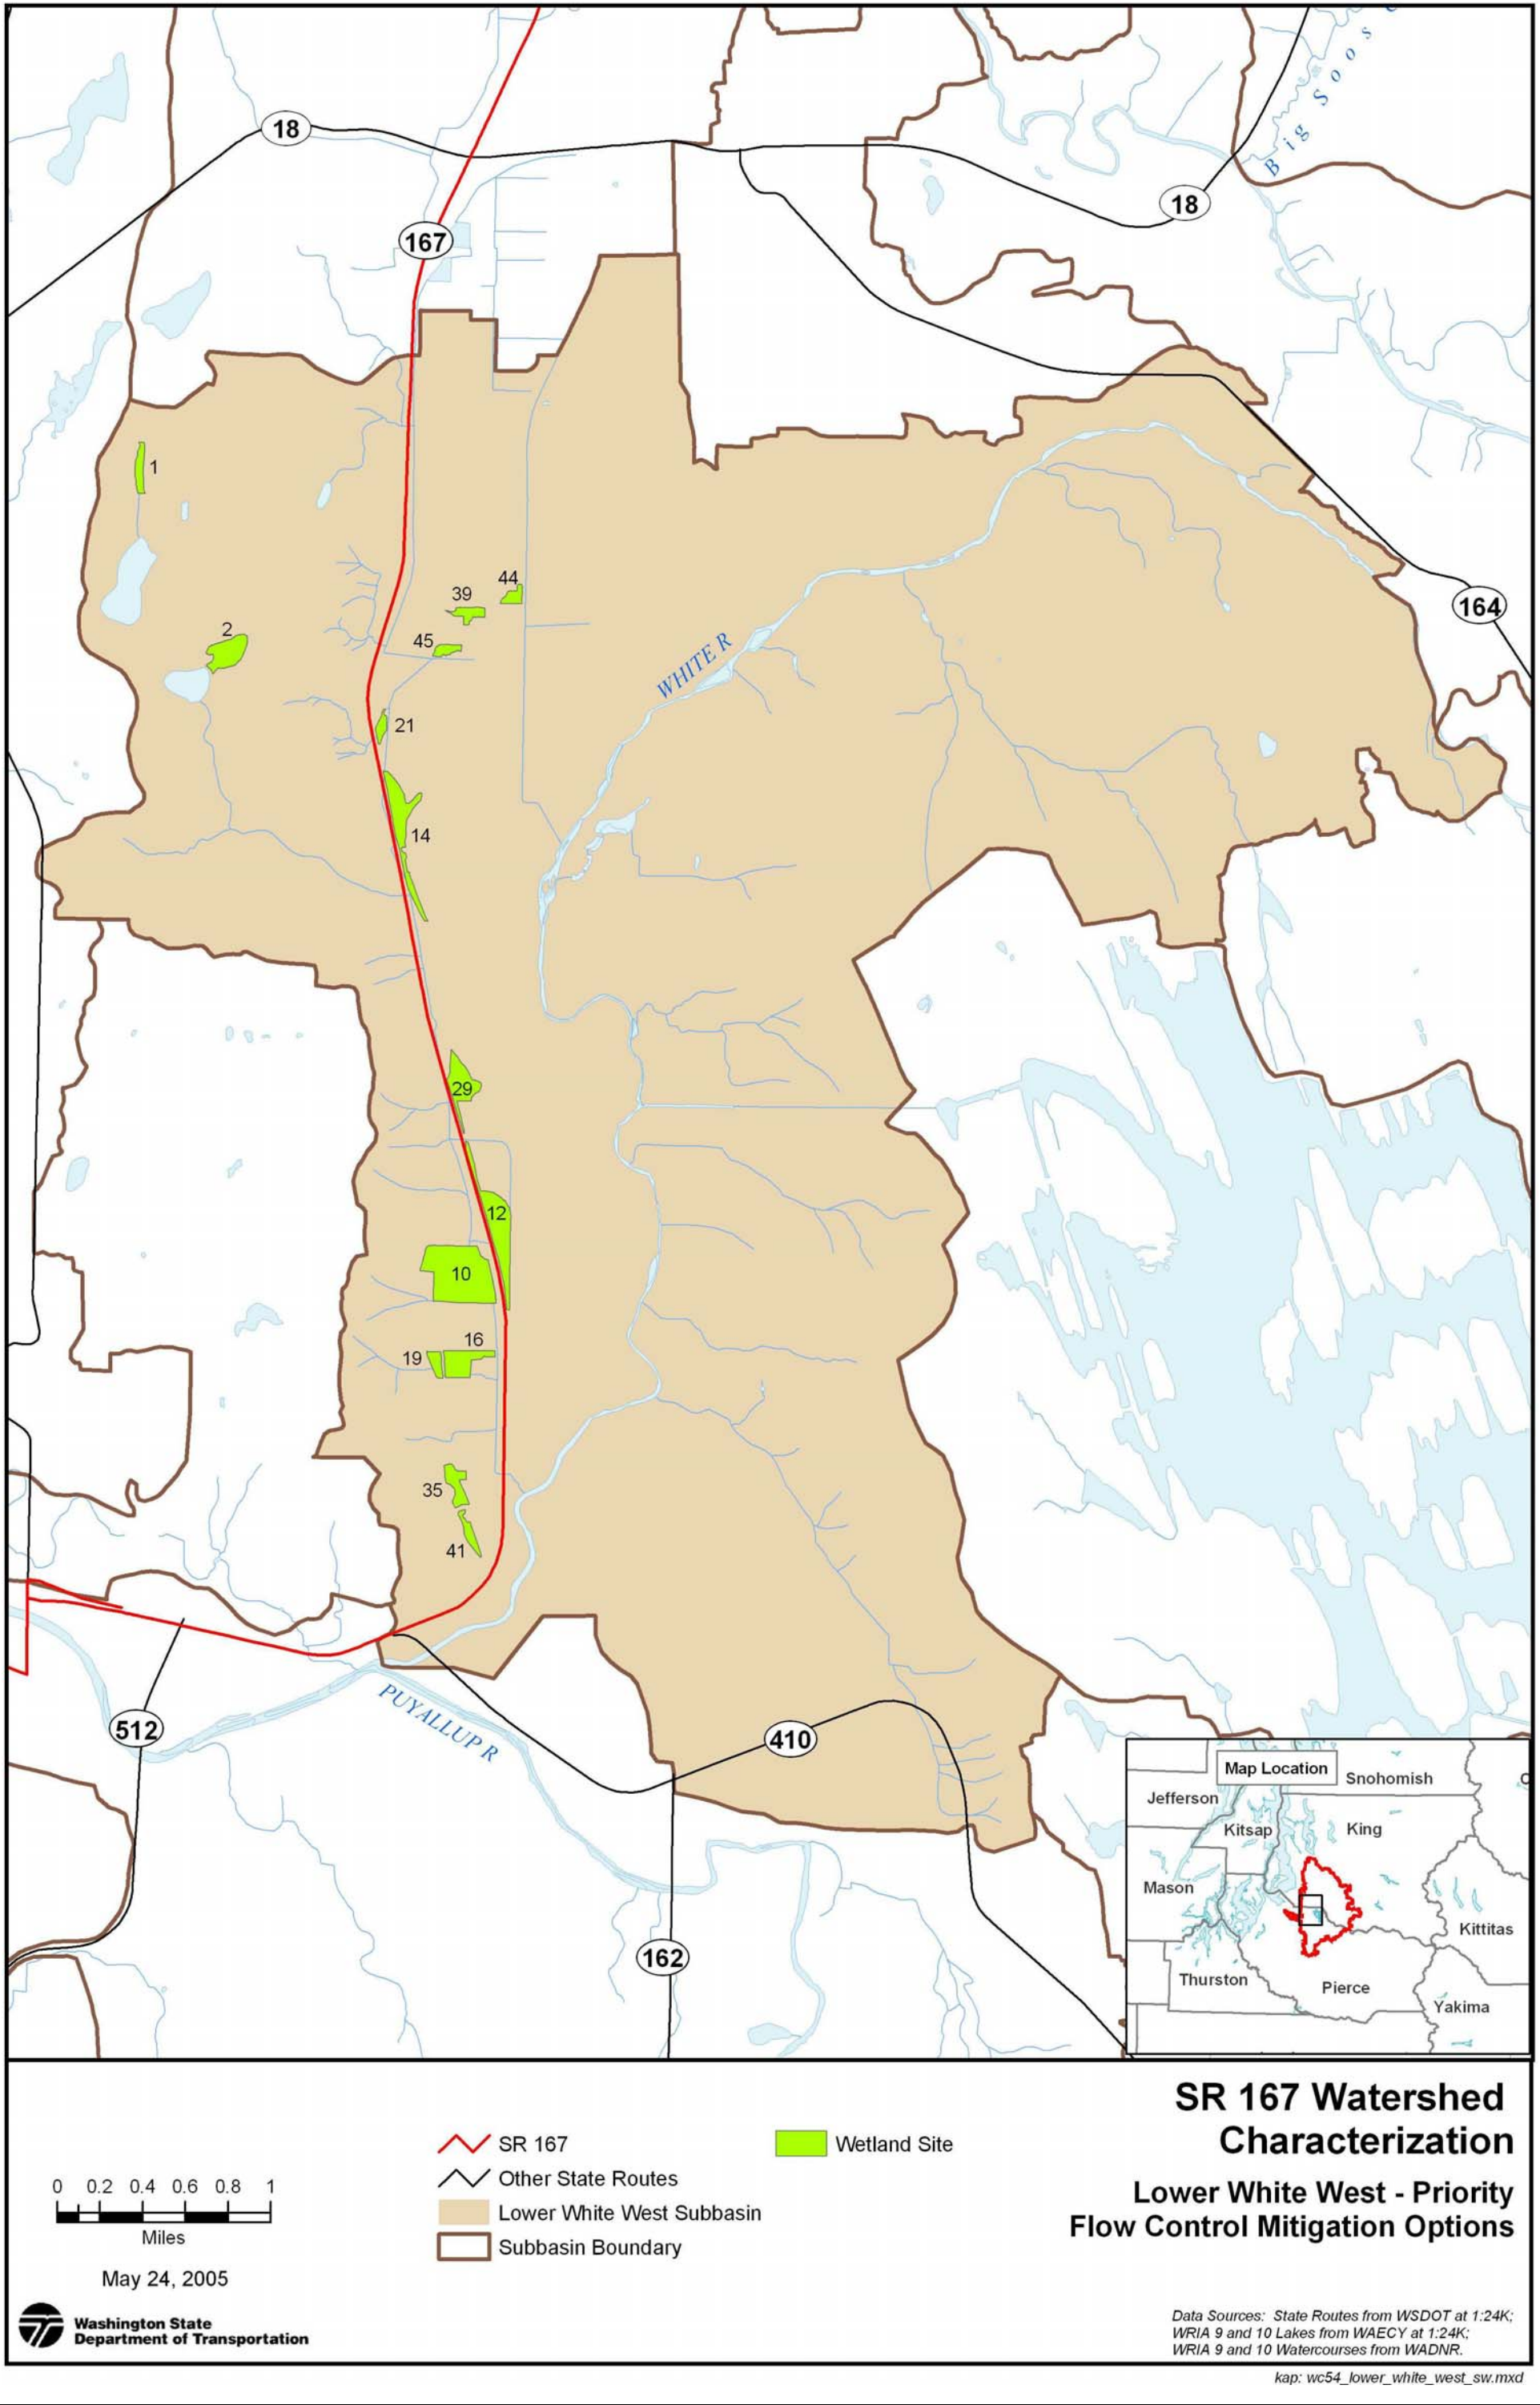 Big Soos
18
18
167
1
44
39
2
45
164
WHITE R
21
14
29
12
10
16
19
35
41
PUYALLUP R
512
410
162
Map Location
Snohomish
Jefferson
Kitsap
King
Mason
Kittitas
Thurston
Pierce
Yakima
SR 167 Watershed
Characterization
Lower White West - Priority
Flow Control Mitigation Options
SR 167
Other State Routes
Lower White West Subbasin
Subbasin Boundary
Wetland Site
0 0.2 0.4 0.6 0.8 1
Miles
May 24, 2005
Washington State
Department of Transportation
Data Sources: State Routes from WSDOT at 1:24K;
WRIA 9 and 10 Lakes from WAECY at 1:24K;
WRIA 9 and 10 Watercourses from WADNR.
kap: wc54_lower_white_west_sw.mxd